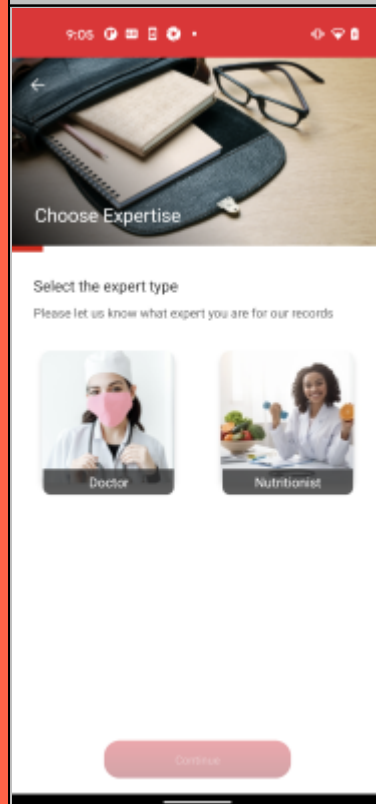 9:05
Choose Expertise
Select the expert type
Please let us know what expert you are for our records
Doctor
Nutritionist
Continue